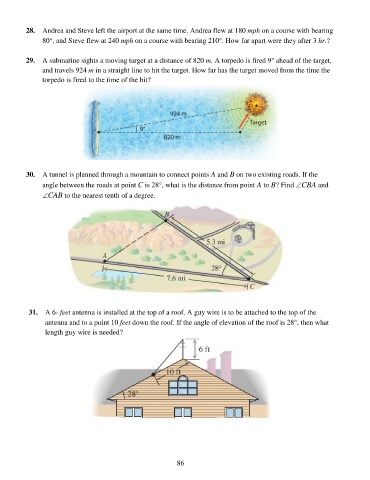 28. Andrea and Steve left the airport at the same time. Andrea flew at 180 mph on a course with bearing
80°, and Steve flew at 240 mph on a course with bearing 210°. How far apart were they after 3 hr.?
29. A submarine sights a moving target at a distance of 820 m. A torpedo is fired 9° ahead of the target,
and travels 924 m in a straight line to hit the target. How far has the target moved from the time the
torpedo is fired to the time of the hit?
924 m
Target
9°
820 m
30. A tunnel is planned through a mountain to connect points A and B on two existing roads. If the
angle between the roads at point C is 28°, what is the distance from point A to B? Find ∠CBA and
∠CAB to the nearest tenth of a degree.
B
5.3 mi
A
28°
7.6 mi
C
31. A 6- feet antenna is installed at the top of a roof. A guy wire is to be attached to the top of the
antenna and to a point 10 feet down the roof. If the angle of elevation of the roof is 28°, then what
length guy wire is needed?
6 ft
10 ft
28°
86